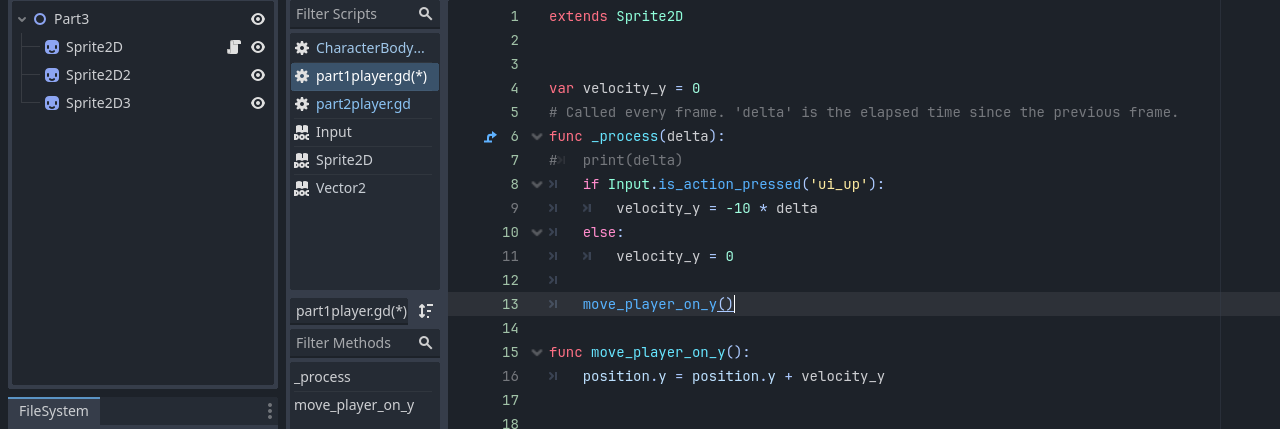 Part3
Sprite2D
Sprite2D2
Sprite2D3
FileSystem
Filter Scripts
CharacterBody...
part1player.gd(*)
part2player.gd
Input
Sprite2D
Vector2
part1player.gd(*)
Filter Methods
_process
move_player_on_y
1 extends Sprite2D
2
3
4 var velocity_y = 0
5 # Called every frame. 'delta' is the elapsed time since the previous frame.
6 func _process(delta):
7 # print(delta)
8 if Input.is_action_pressed('ui_up'):
9 velocity_y = -10 * delta
10 else:
11 velocity_y = 0
12
13 move_player_on_y()
14
15 func move_player_on_y():
16 position.y = position.y + velocity_y
17
18